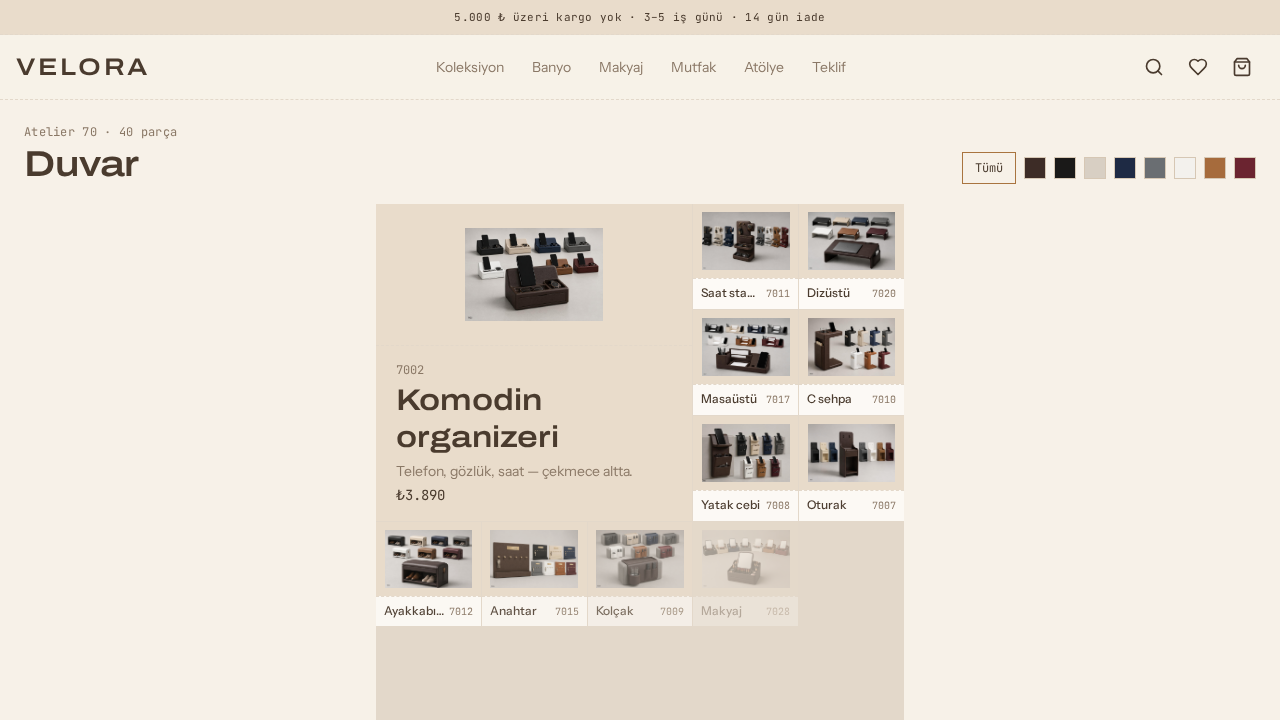 5.000 ₺ üzeri kargo yok · 3–5 iş günü · 14 gün iade
VELORA
Koleksiyon Banyo Makyaj Mutfak Atölye Teklif
Atelier 70 · 40 parça
Duvar
Tümü
Saat sta… 7011
Dizüstü 7020
Masaüstü 7017
C sehpa 7010
7002
Komodin
organizeri
Telefon, gözlük, saat — çekmece altta.
₺3.890
Yatak cebi 7008
Oturak 7007
Ayakkabı… 7012
Anahtar 7015
Kolçak 7009
Makyaj 7028